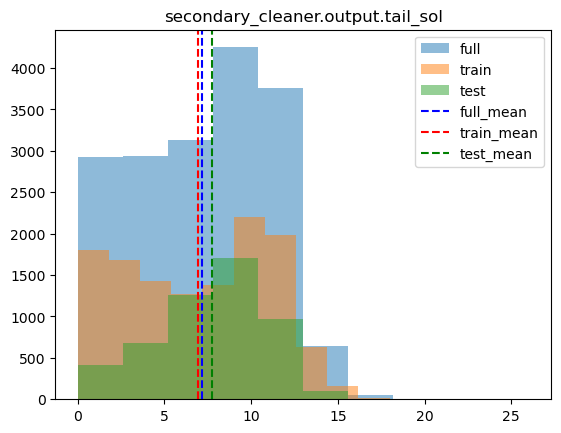 secondary_cleaner.output.tail_sol
full
train
test
full_mean
train_mean
test_mean
4000
3500
3000
2500
2000
1500
1000
500
0
0 5 10 15 20 25